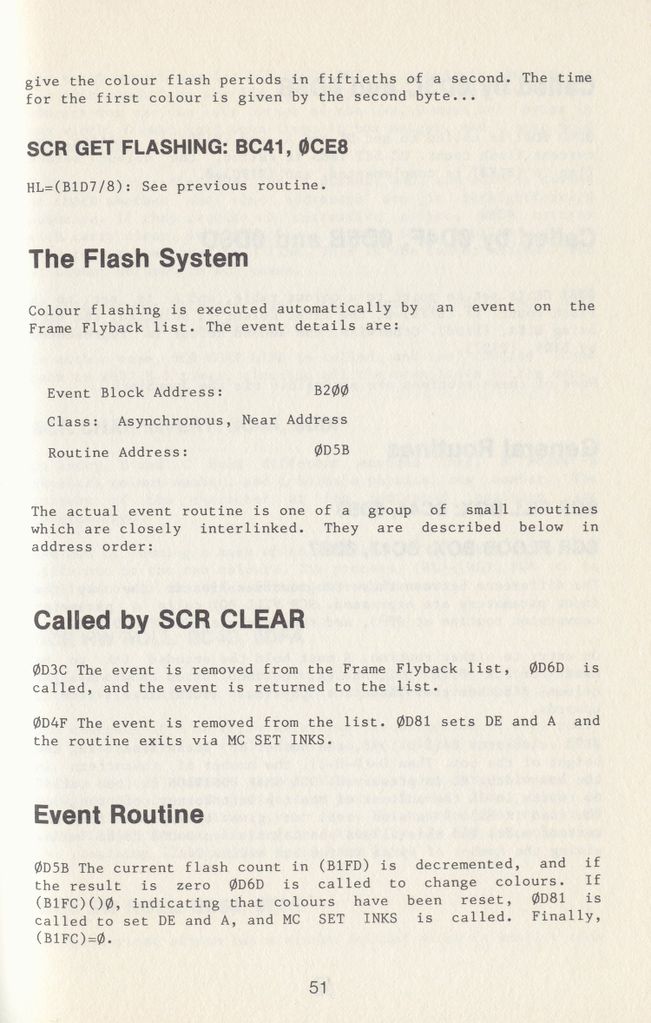 give the colour flash periods in fiftieths of a second. The time
for the first colour is given by the second byte...
SCR GET FLASHING: BC41, ØCE8
HL=(B1D7/8): See previous routine.
The Flash System
Colour flashing is executed automatically by an event on the
Frame Flyback list. The event details are:
Event Block Address: B2ØØ
Class: Asynchronous, Near Address
Routine Address: ØD5B
The actual event routine is one of a group of small routines
which are closely interlinked. They are described below in
address order:
Called by SCR CLEAR
ØD3C The event is removed from the Frame Flyback list, ØD6D is
called, and the event is returned to the list.
ØD4F The event is removed from the list. ØD81 sets DE and A and
the routine exits via MC SET INKS.
Event Routine
ØD5B The current flash count in (B1FD) is decremented, and if
the result is zero ØD6D is called to change colours. If
(B1FC)()Ø, indicating that colours have been reset, ØD81 is
called to set DE and A, and MC SET INKS is called. Finally,
(B1FC)=Ø.
51